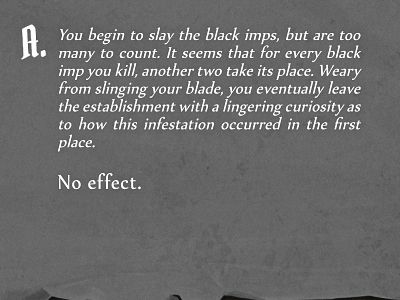 A. You begin to slay the black imps, but are too
many to count. It seems that for every black
imp you kill, another two take its place. Weary
from slinging your blade, you eventually leave
the establishment with a lingering curiosity as
to how this infestation occurred in the first
place.
No effect.